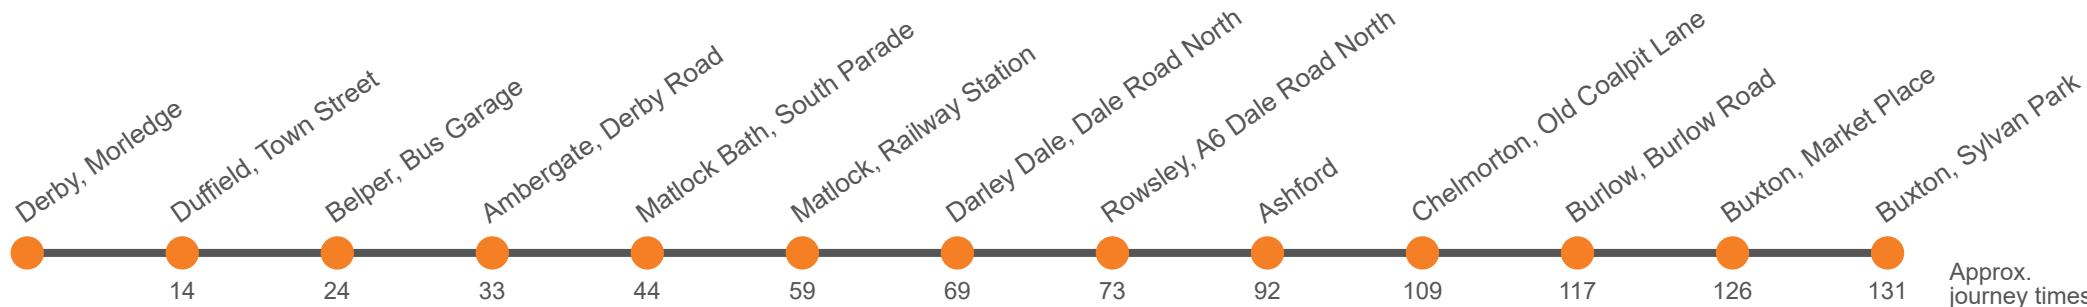 Derby, Morledge
Duffield, Town Street
Belper, Bus Garage
Ambergate, Derby Road
Matlock Bath, South Parade
Matlock, Railway Station
Darley Dale, Dale Road North
Rowsley, A6 Dale Road North
Ashford
Chelmorton, Old Coalpit Lane
Burlow, Burlow Road
Buxton, Market Place
Buxton, Sylvan Park
14 24 33 44 59 69 73 92 109 117 126 131
Approx.
journey times